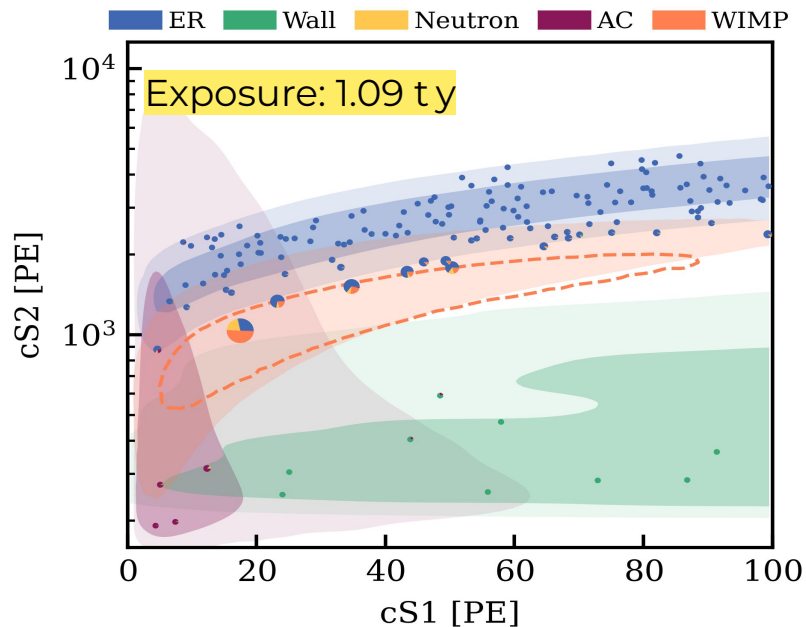 ER Wall Neutron AC WIMP
Exposure: 1.09 t y
10⁴
10³
cS2 [PE]
0 20 40 60 80 100
cS1 [PE]